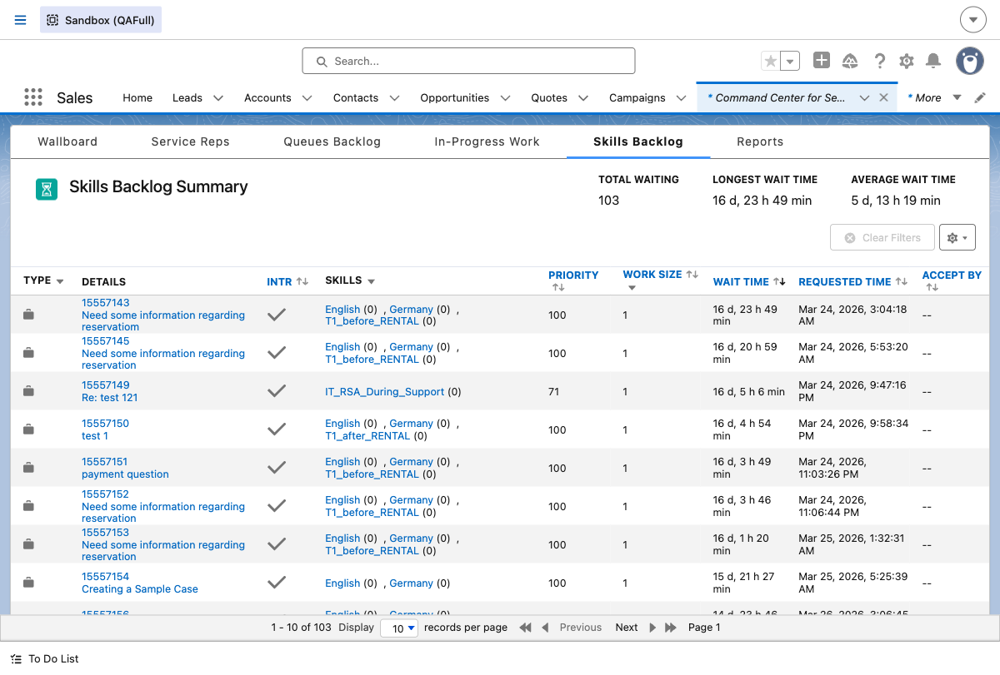 Sandbox (QAFull)
Search...
Sales
Home
Leads
Accounts
Contacts
Opportunities
Quotes
Campaigns
* Command Center for Se...
* More
Wallboard
Service Reps
Queues Backlog
In-Progress Work
Skills Backlog
Reports
Skills Backlog Summary
TOTAL WAITING
103
LONGEST WAIT TIME
16 d, 23 h 49 min
AVERAGE WAIT TIME
5 d, 13 h 19 min
Clear Filters
TYPE
DETAILS
INTR
SKILLS
PRIORITY
WORK SIZE
WAIT TIME
REQUESTED TIME
ACCEPT BY
15557143
Need some information regarding
reservatiom
English (0) , Germany (0) ,
T1_before_RENTAL (0)
100
1
16 d, 23 h 49
min
Mar 24, 2026, 3:04:18
AM
--
15557145
Need some information regarding
reservation
English (0) , Germany (0) ,
T1_before_RENTAL (0)
100
1
16 d, 20 h 59
min
Mar 24, 2026, 5:53:20
AM
--
15557149
Re: test 121
IT_RSA_During_Support (0)
71
1
16 d, 5 h 6 min
Mar 24, 2026, 9:47:16
PM
--
15557150
test 1
English (0) , Germany (0) ,
T1_after_RENTAL (0)
100
1
16 d, 4 h 54
min
Mar 24, 2026, 9:58:34
PM
--
15557151
payment question
English (0) , Germany (0) ,
T1_before_RENTAL (0)
100
1
16 d, 3 h 49
min
Mar 24, 2026,
11:03:26 PM
--
15557152
Need some information regarding
reservation
English (0) , Germany (0) ,
T1_before_RENTAL (0)
100
1
16 d, 3 h 46
min
Mar 24, 2026,
11:06:44 PM
--
15557153
Need some information regarding
reservation
English (0) , Germany (0) ,
T1_before_RENTAL (0)
100
1
16 d, 1 h 20
min
Mar 25, 2026, 1:32:31
AM
--
15557154
Creating a Sample Case
English (0) , Germany (0)
100
1
15 d, 21 h 27
min
Mar 25, 2026, 5:25:39
AM
--
15557156
English (0) , Germany (0)
14 d, 23 h 46
Mar 26, 2026, 3:06:45
1 - 10 of 103 Display
10
records per page
Previous
Next
Page 1
To Do List